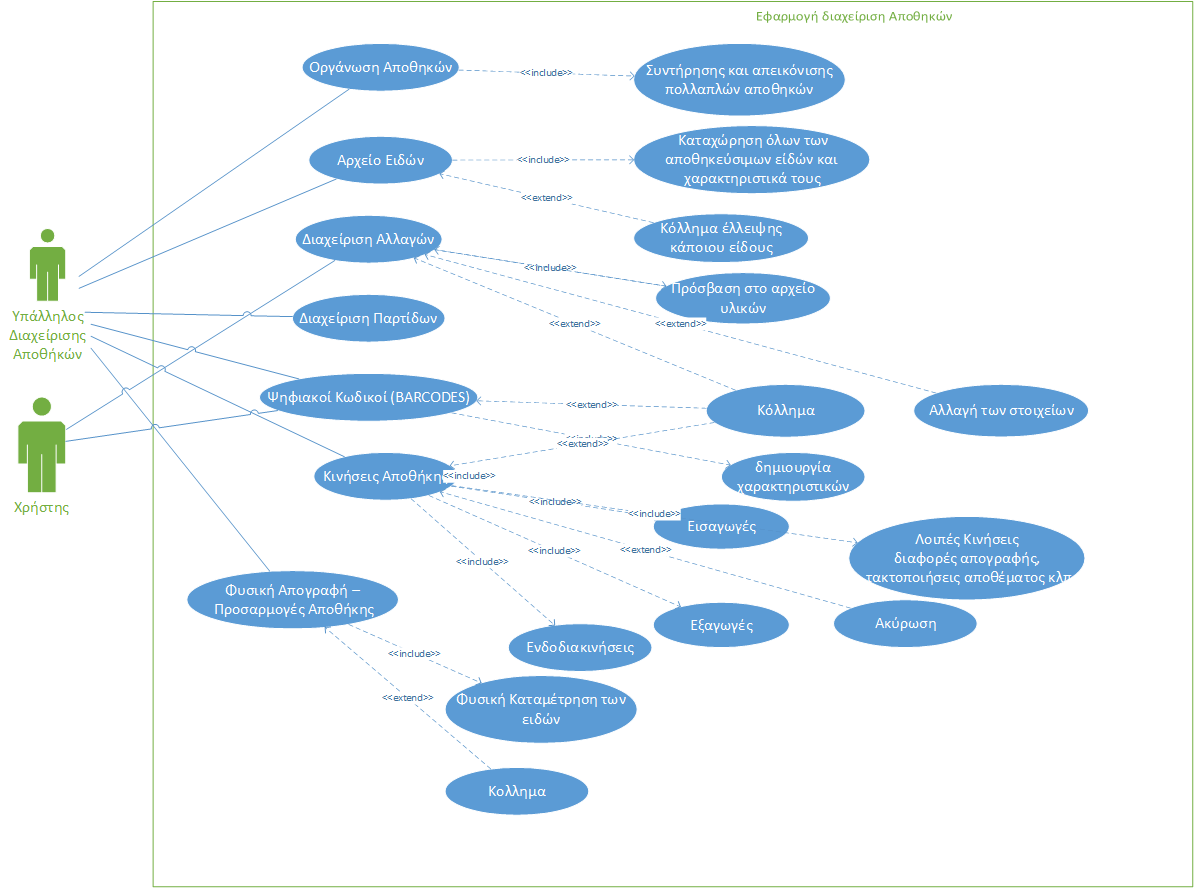 Εφαρμογή διαχείριση Αποθηκών
Οργάνωση Αποθηκών
<<include>>
Συντήρησης και απεικόνισης
πολλαπλών αποθηκών
Αρχείο Ειδών
<<include>>
Καταχώρηση όλων των
αποθηκεύσιμων είδών και
χαρακτηριστικά τους
<<extend>>
Κόλλημα έλλειψης
κάποιου είδους
Διαχείριση Αλλαγών
<<include>>
Πρόσβαση στο αρχείο
υλικών
Υπάλληλος
Διαχείρισης
Αποθήκών
Διαχείριση Παρτίδων
<<extend>>
<<extend>>
Ψηφιακοί Κωδικοί (BARCODES)
<<extend>>
Κόλλημα
Αλλαγή των στοιχείων
<<include>>
<<extend>>
Κινήσεις Αποθήκης
<<include>>
δημιουργία
χαρακτηριστικών
Χρήστης
<<include>>
<<include>>
Εισαγωγές
Λοιπές Κινήσεις
διαφορές απογραφής,
τακτοποιήσεις αποθέματος κλπ
<<include>>
<<include>>
<<extend>>
Φυσική Απογραφή –
Προσαρμογές Αποθήκης
Ενδοδιακινήσεις
Εξαγωγές
Ακύρωση
<<include>>
<<extend>>
Φυσική Καταμέτρηση των
ειδών
Κολλημα